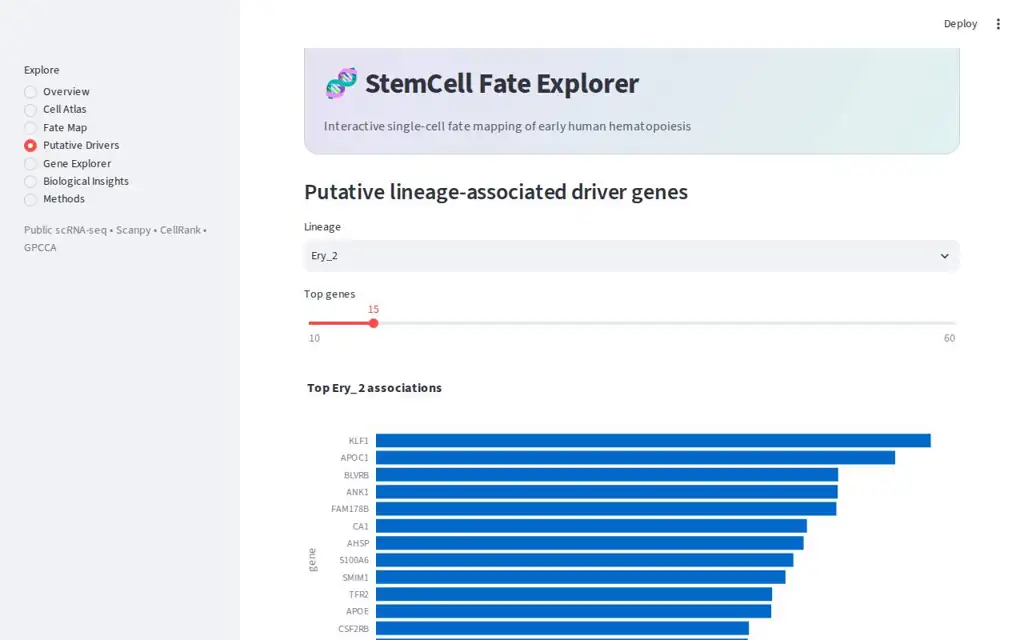 Deploy
Explore
Overview
Cell Atlas
Fate Map
Putative Drivers
Gene Explorer
Biological Insights
Methods
Public scRNA-seq • Scanpy • CellRank •
GPCCA
StemCell Fate Explorer
Interactive single-cell fate mapping of early human hematopoiesis
Putative lineage-associated driver genes
Lineage
Ery_2
Top genes
15
10
60
Top Ery_2 associations
gene
KLF1
APOC1
BLVRB
ANK1
FAM178B
CA1
AHSP
S100A6
SMIM1
TFR2
APOE
CSF2RB